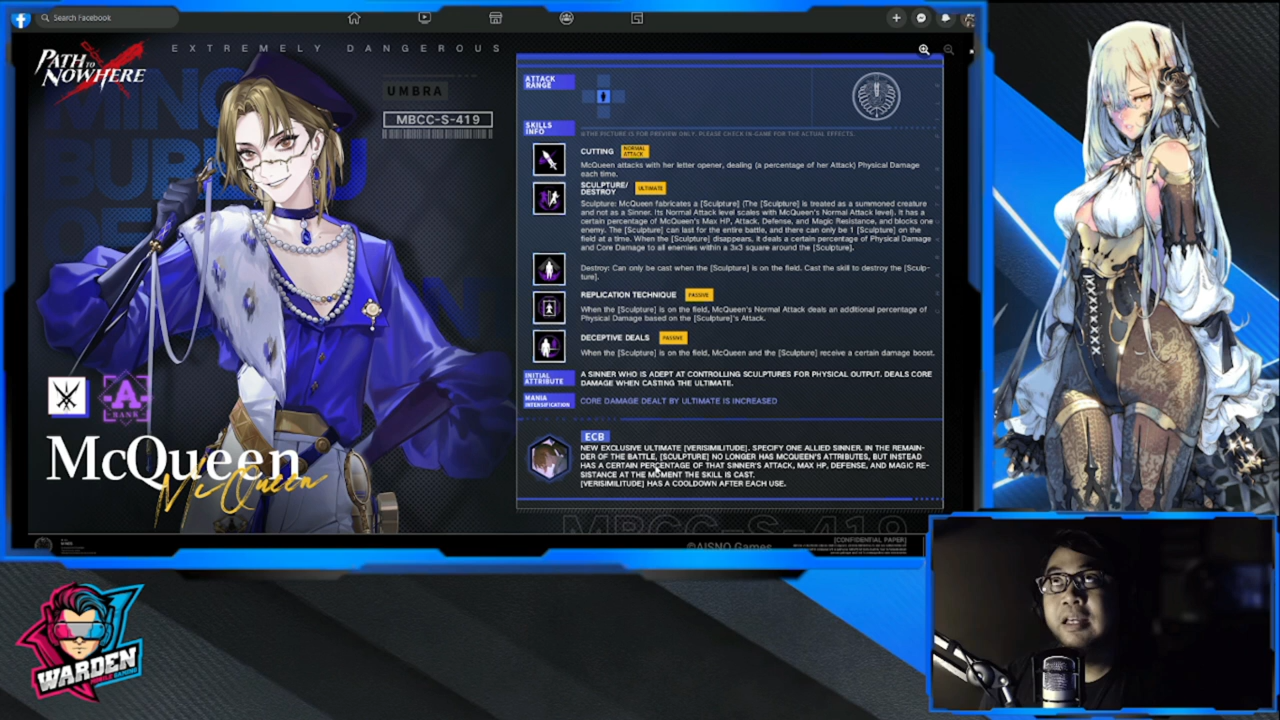 Search Facebook
EXTREMELY DANGEROUS
PATH TO
NOWHERE
UMBRA
MBCC-S-419
ATTACK
RANGE
SKILLS
INFO
※THE PICTURE IS FOR PREVIEW ONLY. PLEASE CHECK IN-GAME FOR THE ACTUAL EFFECTS.
CUTTING NORMAL ATTACK
McQueen attacks with her letter opener, dealing (a percentage of her Attack) Physical Damage
each time.
SCULPTURE/
DESTROY ULTIMATE
Sculpture: McQueen fabricates a [Sculpture] (The [Sculpture] is treated as a summoned creature
and not as a Sinner. Its Normal Attack level scales with McQueen's Normal Attack level). It has a
certain percentage of McQueen's Max HP, Attack, Defense, and Magic Resistance, and blocks one
enemy. The [Sculpture] can last for the entire battle, and there can only be 1 [Sculpture] on the
field at a time. When the [Sculpture] disappears, it deals a certain percentage of Physical Damage
and Core Damage to all enemies within a 3x3 square around the [Sculpture].
Destroy: Can only be cast when the [Sculpture] is on the field. Cast the skill to destroy the [Sculp-
ture].
REPLICATION TECHNIQUE PASSIVE
When the [Sculpture] is on the field, McQueen's Normal Attack deals an additional percentage of
Physical Damage based on the [Sculpture]'s Attack.
DECEPTIVE DEALS PASSIVE
When the [Sculpture] is on the field, McQueen and the [Sculpture] receive a certain damage boost.
INITIAL
ATTRIBUTE
A SINNER WHO IS ADEPT AT CONTROLLING SCULPTURES FOR PHYSICAL OUTPUT. DEALS CORE
DAMAGE WHEN CASTING THE ULTIMATE.
MANIA
INTENSIFICATION
CORE DAMAGE DEALT BY ULTIMATE IS INCREASED
ECB
NEW EXCLUSIVE ULTIMATE [VERISIMILITUDE]. SPECIFY ONE ALLIED SINNER. IN THE REMAIN-
DER OF THE BATTLE, [SCULPTURE] NO LONGER HAS MCQUEEN'S ATTRIBUTES, BUT INSTEAD
HAS A CERTAIN PERCENTAGE OF THAT SINNER'S ATTACK, MAX HP, DEFENSE, AND MAGIC RE-
SISTANCE AT THE MOMENT THE SKILL IS CAST.
[VERISIMILITUDE] HAS A COOLDOWN AFTER EACH USE.
A
RANK
McQueen
McQueen
MBCC-S-419
©AISNO Games
[CONFIDENTIAL PAPER]
WARDEN
MOBILE GAMING